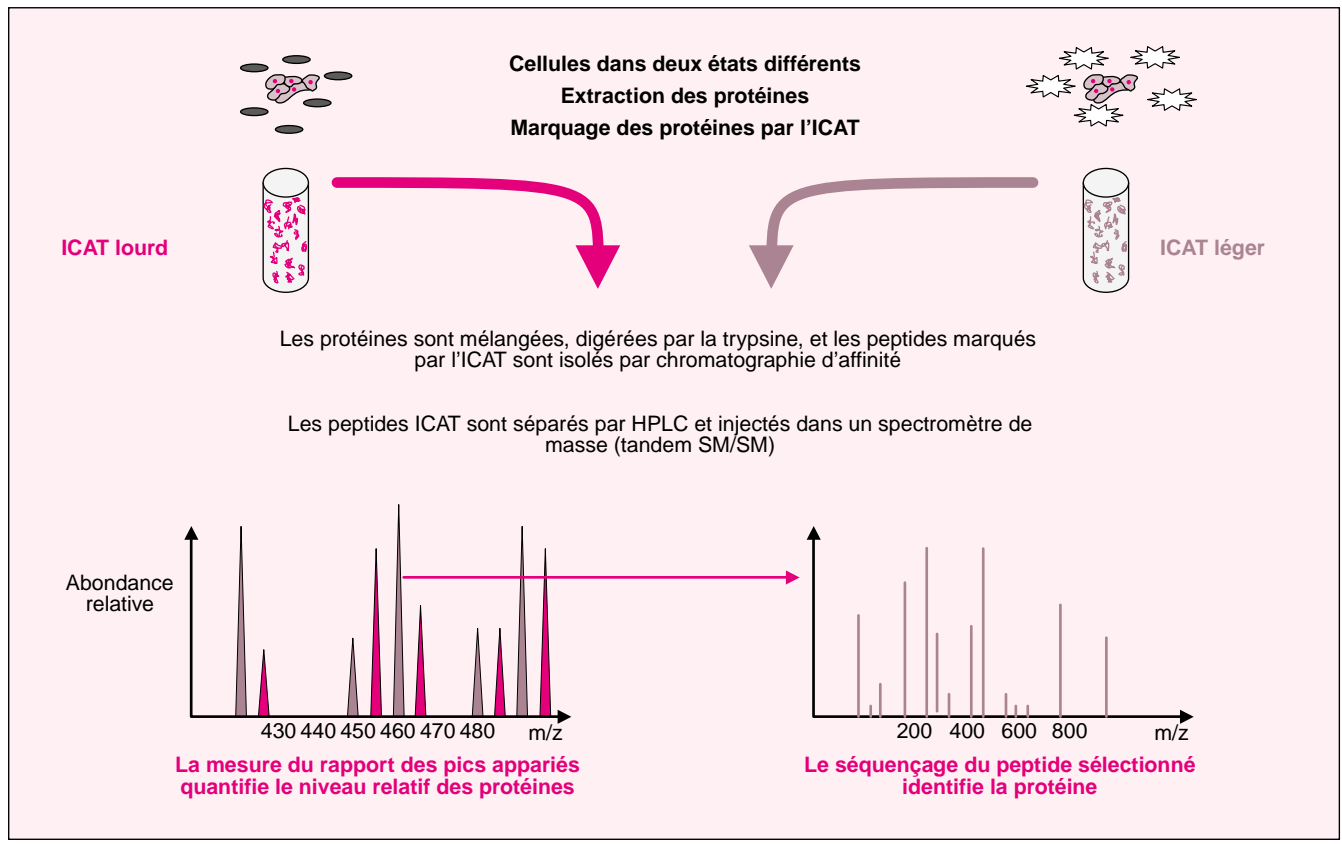 Cellules dans deux états différents
Extraction des protéines
Marquage des protéines par l'ICAT
ICAT lourd
ICAT léger
Les protéines sont mélangées, digérées par la trypsine, et les peptides marqués
par l'ICAT sont isolés par chromatographie d'affinité
Les peptides ICAT sont séparés par HPLC et injectés dans un spectromètre de
masse (tandem SM/SM)
Abondance
relative
430 440 450 460 470 480 m/z
200 400 600 800 m/z
La mesure du rapport des pics appariés
quantifie le niveau relatif des protéines
Le séquençage du peptide sélectionné
identifie la protéine